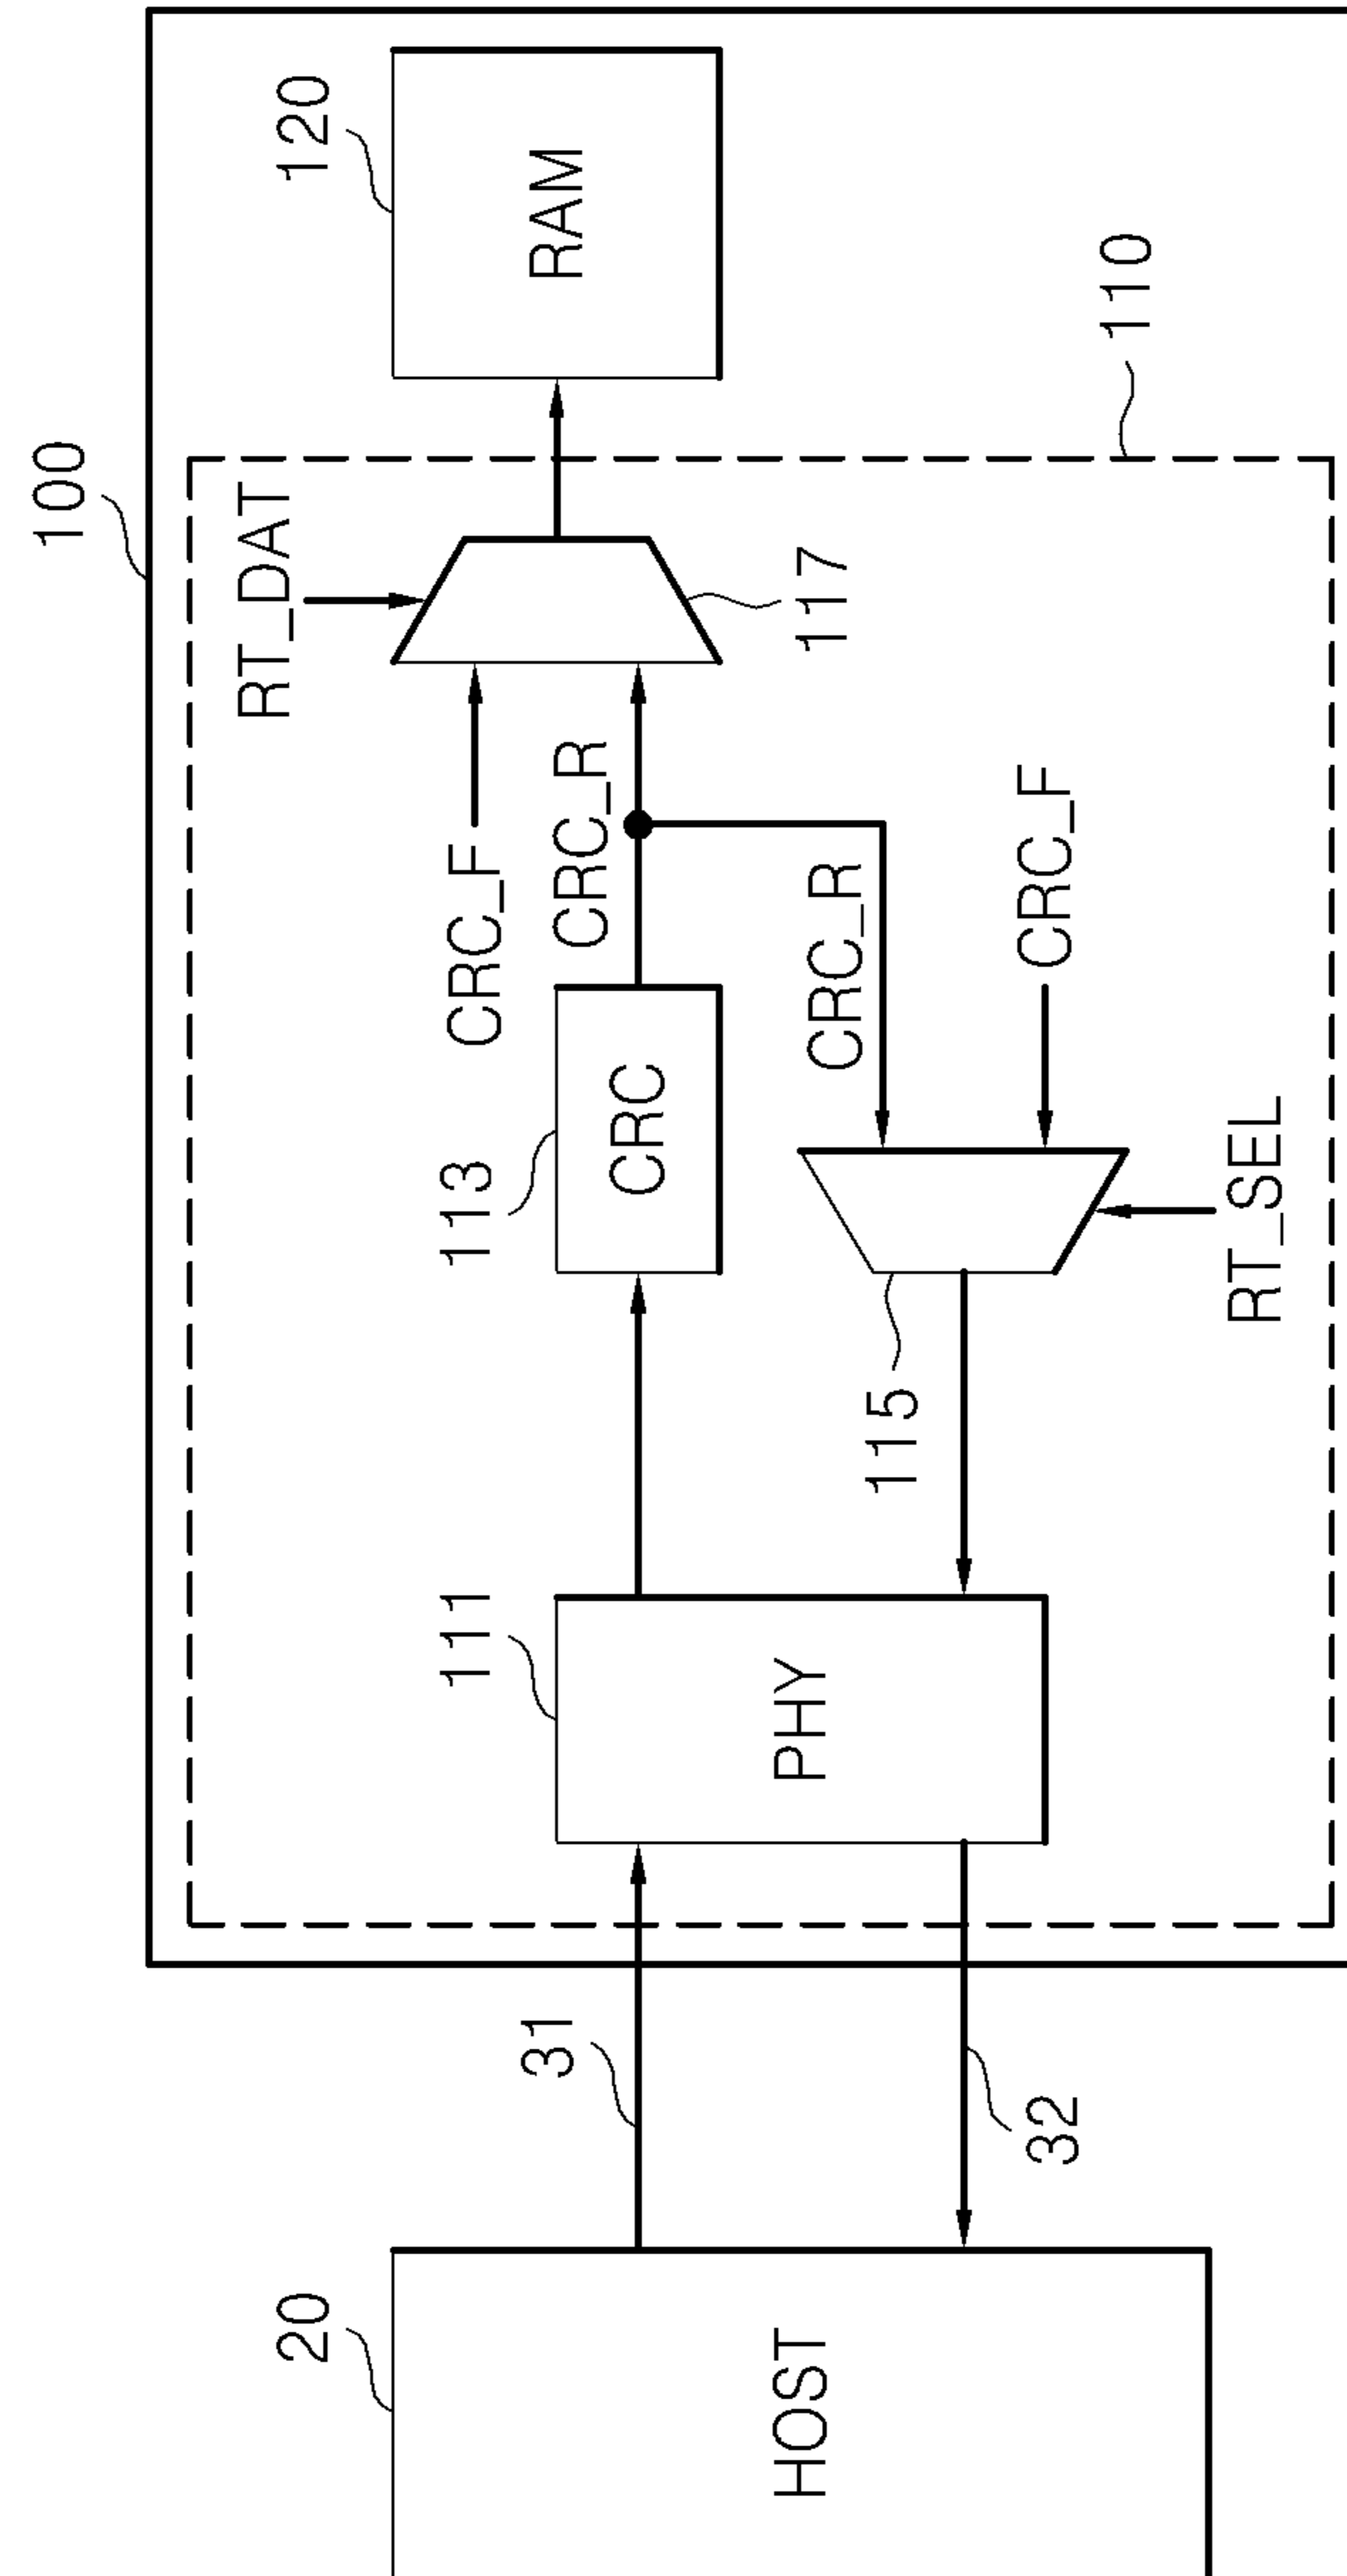 100
120
RAM
RT_DAT
110
117
CRC_F
CRC_R
113
CRC
CRC_R
CRC_F
115
RT_SEL
111
PHY
31
32
20
HOST